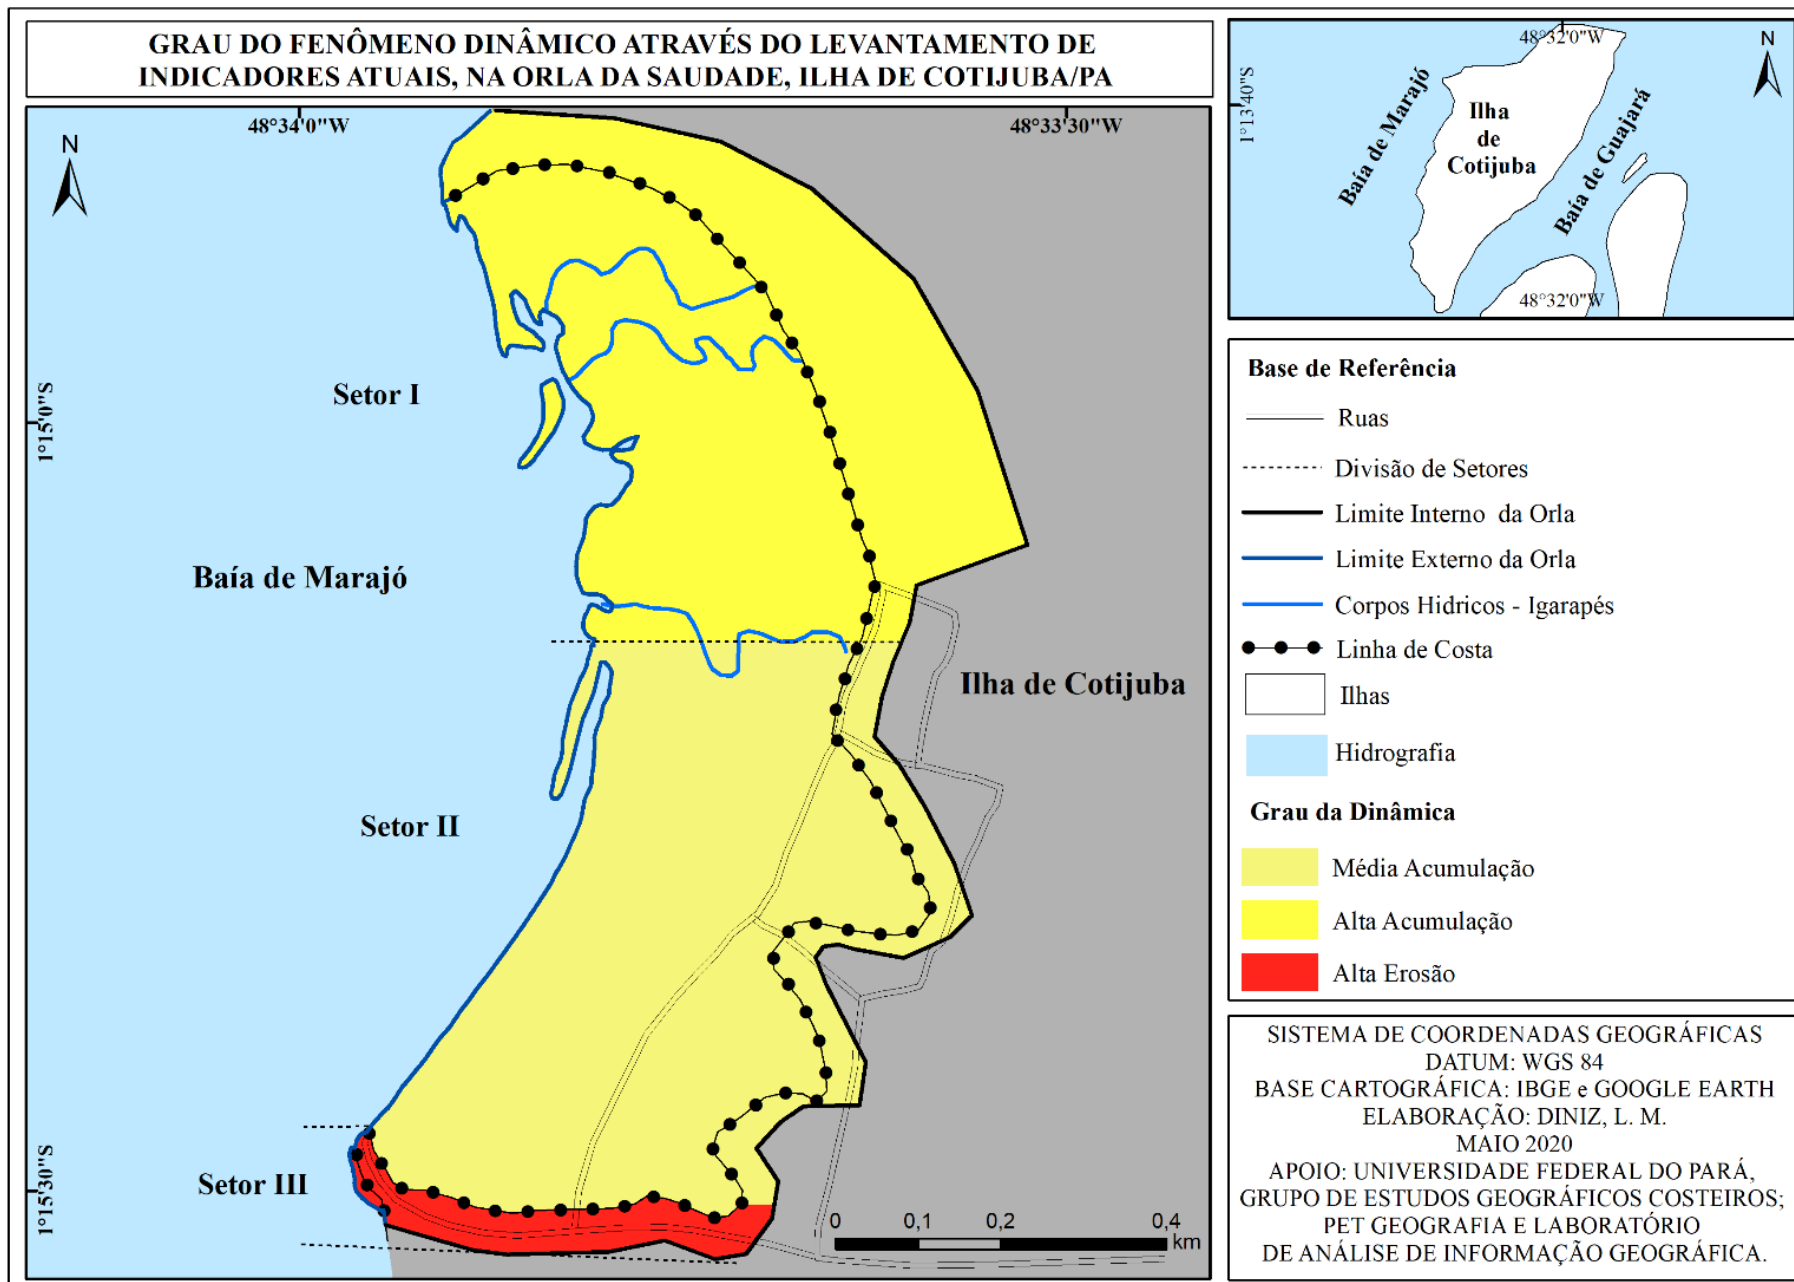 GRAU DO FENÔMENO DINÂMICO ATRAVÉS DO LEVANTAMENTO DE
INDICADORES ATUAIS, NA ORLA DA SAUDADE, ILHA DE COTIJUBA/PA
48°34'0"W
48°33'30"W
N
1°15'0"S
1°15'30"S
Setor I
Baía de Marajó
Ilha de Cotijuba
Setor II
Setor III
0
0,1
0,2
0,4
km
48°32'0"W
N
1°13'40"S
Baía de Marajó
Ilha
de
Cotijuba
Baía de Guajará
48°32'0"W
Base de Referência
Ruas
Divisão de Setores
Limite Interno da Orla
Limite Externo da Orla
Corpos Hidricos - Igarapés
Linha de Costa
Ilhas
Hidrografia
Grau da Dinâmica
Média Acumulação
Alta Acumulação
Alta Erosão
SISTEMA DE COORDENADAS GEOGRÁFICAS
DATUM: WGS 84
BASE CARTOGRÁFICA: IBGE e GOOGLE EARTH
ELABORAÇÃO: DINIZ, L. M.
MAIO 2020
APOIO: UNIVERSIDADE FEDERAL DO PARÁ,
GRUPO DE ESTUDOS GEOGRÁFICOS COSTEIROS;
PET GEOGRAFIA E LABORATÓRIO
DE ANÁLISE DE INFORMAÇÃO GEOGRÁFICA.